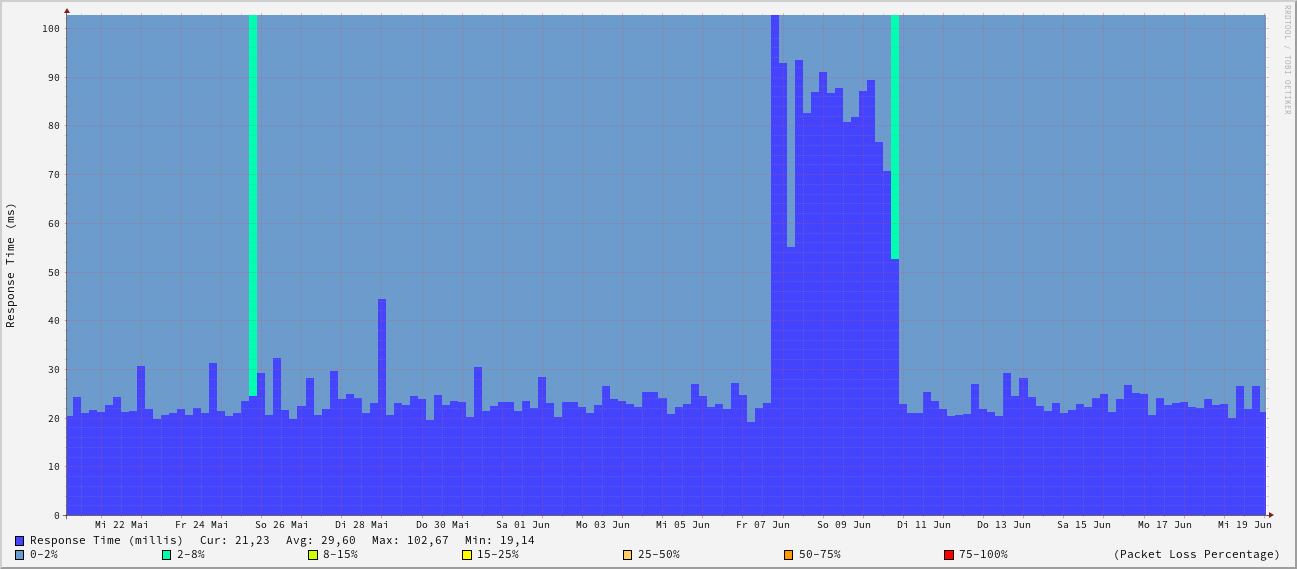 RRDTOOL / TOBI OETIKER
Response Time (ms)
100
90
80
70
60
50
40
30
20
10
0
Mi 22 Mai Fr 24 Mai So 26 Mai Di 28 Mai Do 30 Mai Sa 01 Jun Mo 03 Jun Mi 05 Jun Fr 07 Jun So 09 Jun Di 11 Jun Do 13 Jun Sa 15 Jun Mo 17 Jun Mi 19 Jun
Response Time (millis) Cur: 21,23 Avg: 29,60 Max: 102,67 Min: 19,14
0-2% 2-8% 8-15% 15-25% 25-50% 50-75% 75-100% (Packet Loss Percentage)